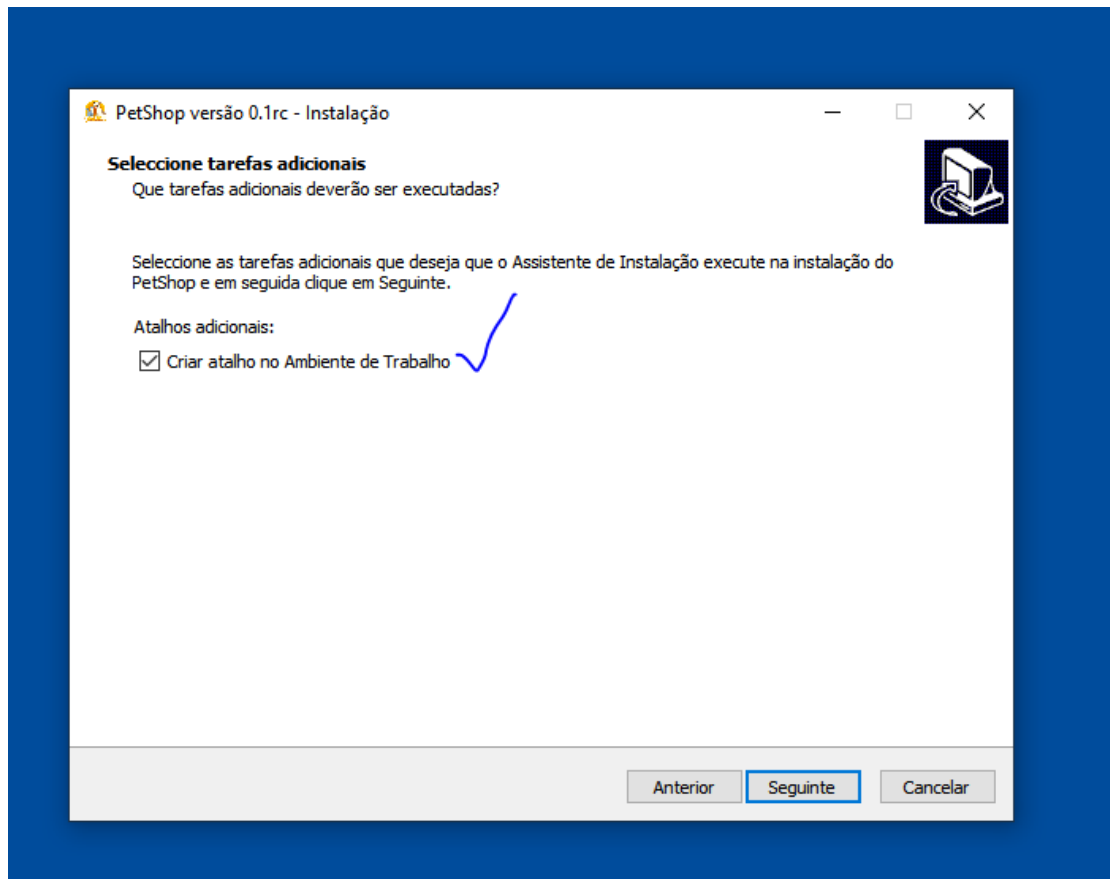 PetShop versão 0.1rc - Instalação
Seleccione tarefas adicionais
Que tarefas adicionais deverão ser executadas?
Seleccione as tarefas adicionais que deseja que o Assistente de Instalação execute na instalação do
PetShop e em seguida clique em Seguinte.
Atalhos adicionais:
Criar atalho no Ambiente de Trabalho
Anterior Seguinte Cancelar